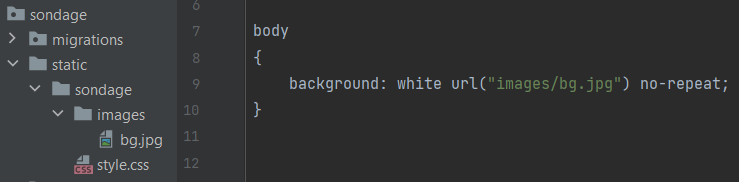 sondage
migrations
static
sondage
images
bg.jpg
style.css
6
7 body
8 {
9 background: white url("images/bg.jpg") no-repeat;
10 }
11
12